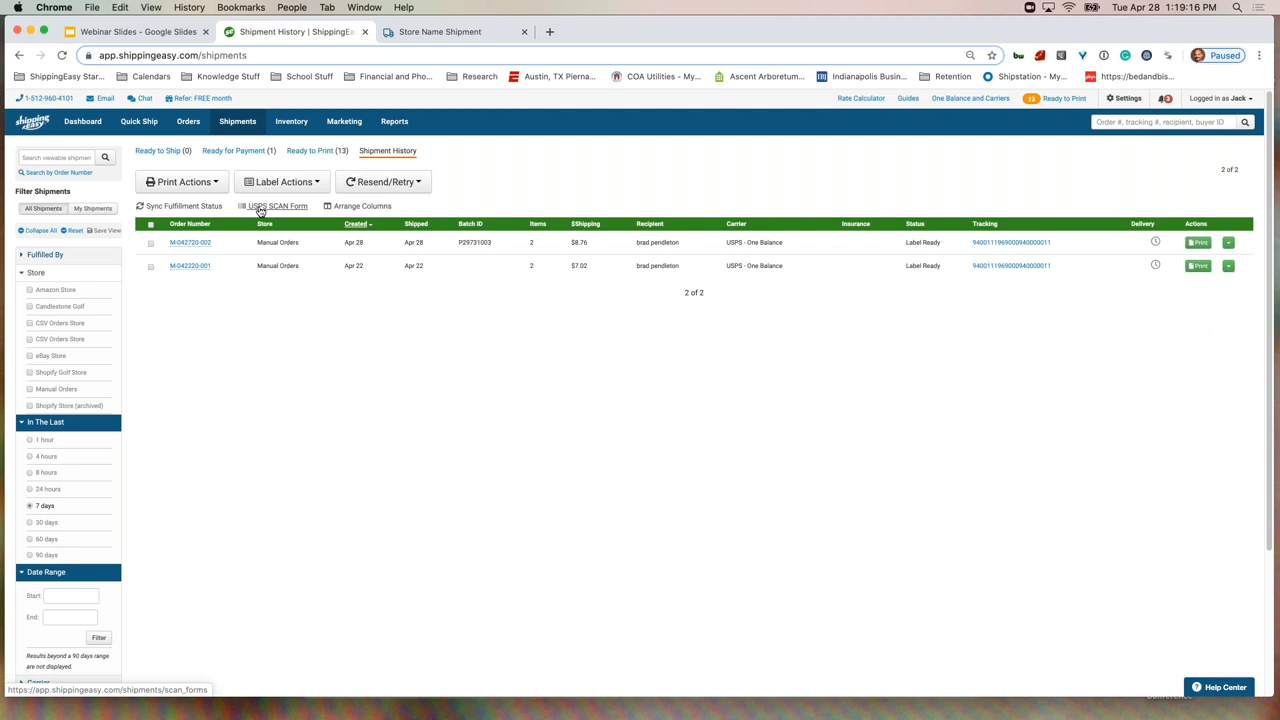 Chrome File Edit View History Bookmarks People Tab Window Help Tue Apr 28 1:19:16 PM
Webinar Slides - Google Slides Shipment History | ShippingEa Store Name Shipment
app.shippingeasy.com/shipments Paused
ShippingEasy Star... Calendars Knowledge Stuff School Stuff Financial and Pho... Research Austin, TX Pierna... COA Utilities - My... Ascent Arboretum... Indianapolis Busin... Retention Shipstation - My... https://bedandbis...
1-512-960-4101 Email Chat Refer: FREE month Rate Calculator Guides One Balance and Carriers 13 Ready to Print Settings 3 Logged in as Jack
shipping easy Dashboard Quick Ship Orders Shipments Inventory Marketing Reports Order #, tracking #, recipient, buyer ID
Search viewable shipmen Ready to Ship (0) Ready for Payment (1) Ready to Print (13) Shipment History
Search by Order Number 2 of 2
Filter Shipments Print Actions Label Actions Resend/Retry
All Shipments My Shipments Sync Fulfillment Status USPS SCAN Form Arrange Columns
Collapse All Reset Save View Order Number Store Created Shipped Batch ID Items $Shipping Recipient Carrier Insurance Status Tracking Delivery Actions
M-042720-002 Manual Orders Apr 28 Apr 28 P29731003 2 $8.76 brad pendleton USPS - One Balance Label Ready 9400111969000940000011 Print
M-042220-001 Manual Orders Apr 22 Apr 22 2 $7.02 brad pendleton USPS - One Balance Label Ready 9400111969000940000011 Print
2 of 2
Fulfilled By
Store
Amazon Store
Candlestone Golf
CSV Orders Store
CSV Orders Store
eBay Store
Shopify Golf Store
Manual Orders
Shopify Store (archived)
In The Last
1 hour
4 hours
8 hours
24 hours
7 days
30 days
60 days
90 days
Date Range
Start:
End:
Filter
Results beyond a 90 days range
are not displayed.
https://app.shippingeasy.com/shipments/scan_forms
Help Center